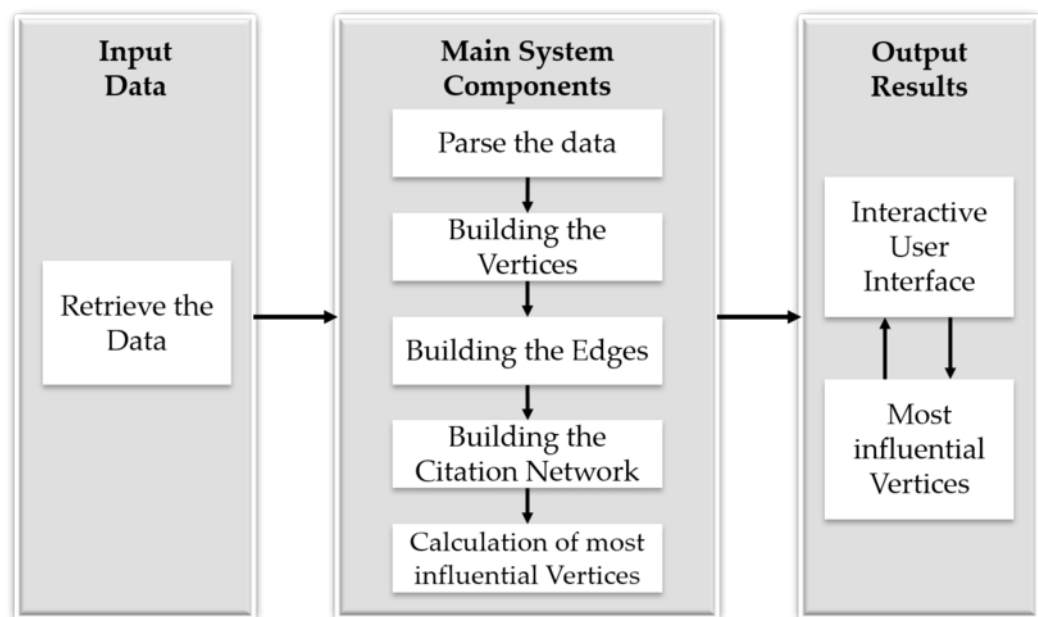 Input
Data
Retrieve the
Data
Main System
Components
Parse the data
Building the
Vertices
Building the Edges
Building the
Citation Network
Calculation of most
influential Vertices
Output
Results
Interactive
User
Interface
Most
influential
Vertices